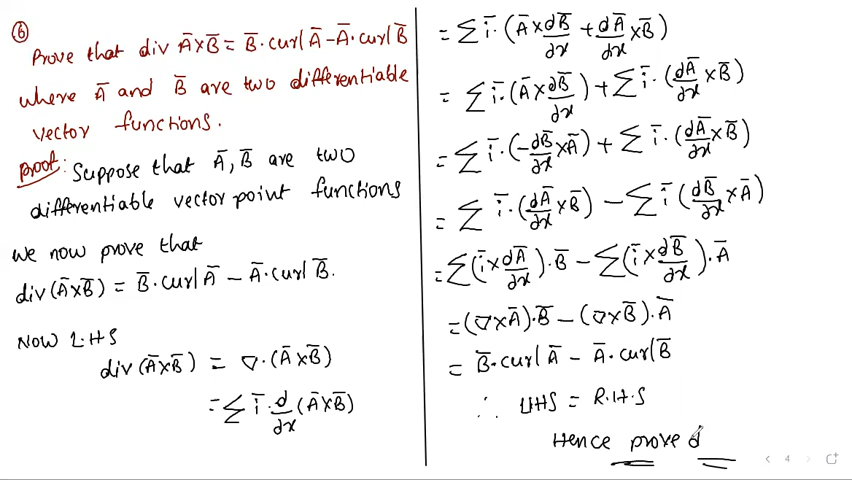 ⑥
Prove that div A̅×B̅ = B̅·curl A̅ − A̅·curl B̅
where A̅ and B̅ are two differentiable
vector functions.
Proof: Suppose that A̅, B̅ are two
differentiable vector point functions
we now prove that
div(A̅×B̅) = B̅·curl A̅ − A̅·curl B̅.
Now L.H.S
div(A̅×B̅) = ∇·(A̅×B̅)
= ∑ i̅·∂/∂x(A̅×B̅)
= ∑ i̅·(A̅×∂B̅/∂x + ∂A̅/∂x×B̅)
= ∑ i̅·(A̅×∂B̅/∂x) + ∑ i̅·(∂A̅/∂x×B̅)
= ∑ i̅·(−∂B̅/∂x×A̅) + ∑ i̅·(∂A̅/∂x×B̅)
= ∑ i̅·(∂A̅/∂x×B̅) − ∑ i̅(∂B̅/∂x×A̅)
= ∑(i̅×∂A̅/∂x)·B̅ − ∑(i̅×∂B̅/∂x)·A̅
= (∇×A̅)·B̅ − (∇×B̅)·A̅
= B̅·curl A̅ − A̅·curl B̅
∴ LHS = R.H.S
Hence proved
4